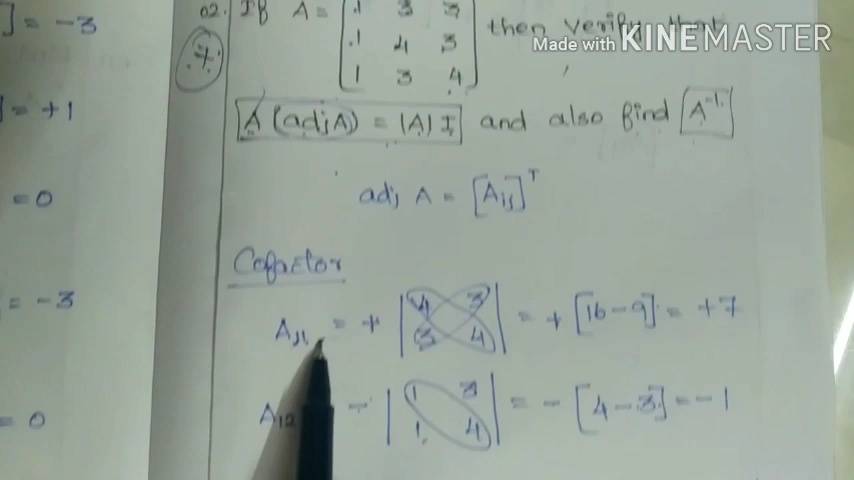 ] = -3
] = +1
= 0
= -3
= 0
02. If A = [1 3 3
1 4 3
1 3 4] then verify that
Made with KINEMASTER
A (adj A) = |A| I and also find A⁻¹.
adj A = [Aij]ᵀ
Cofactor
A11 = + |4 3
3 4| = + [16-9] = +7
A12 - |1 3
1 4| = - [4-3] = -1